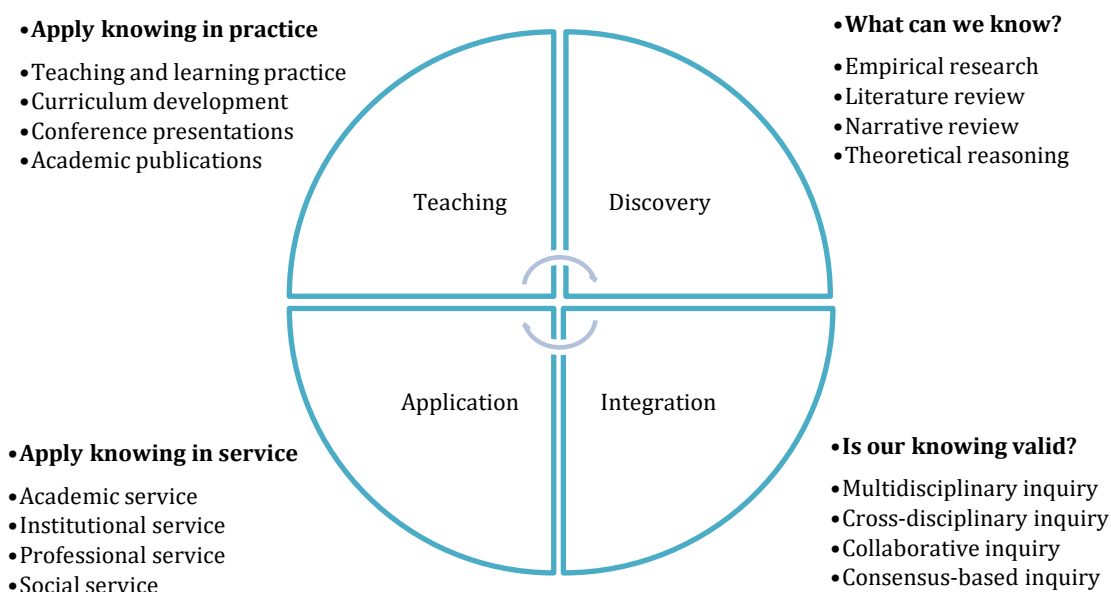 •Apply knowing in practice
•Teaching and learning practice
•Curriculum development
•Conference presentations
•Academic publications
•What can we know?
•Empirical research
•Literature review
•Narrative review
•Theoretical reasoning
Teaching
Discovery
Application
Integration
•Apply knowing in service
•Academic service
•Institutional service
•Professional service
•Social service
•Is our knowing valid?
•Multidisciplinary inquiry
•Cross-disciplinary inquiry
•Collaborative inquiry
•Consensus-based inquiry